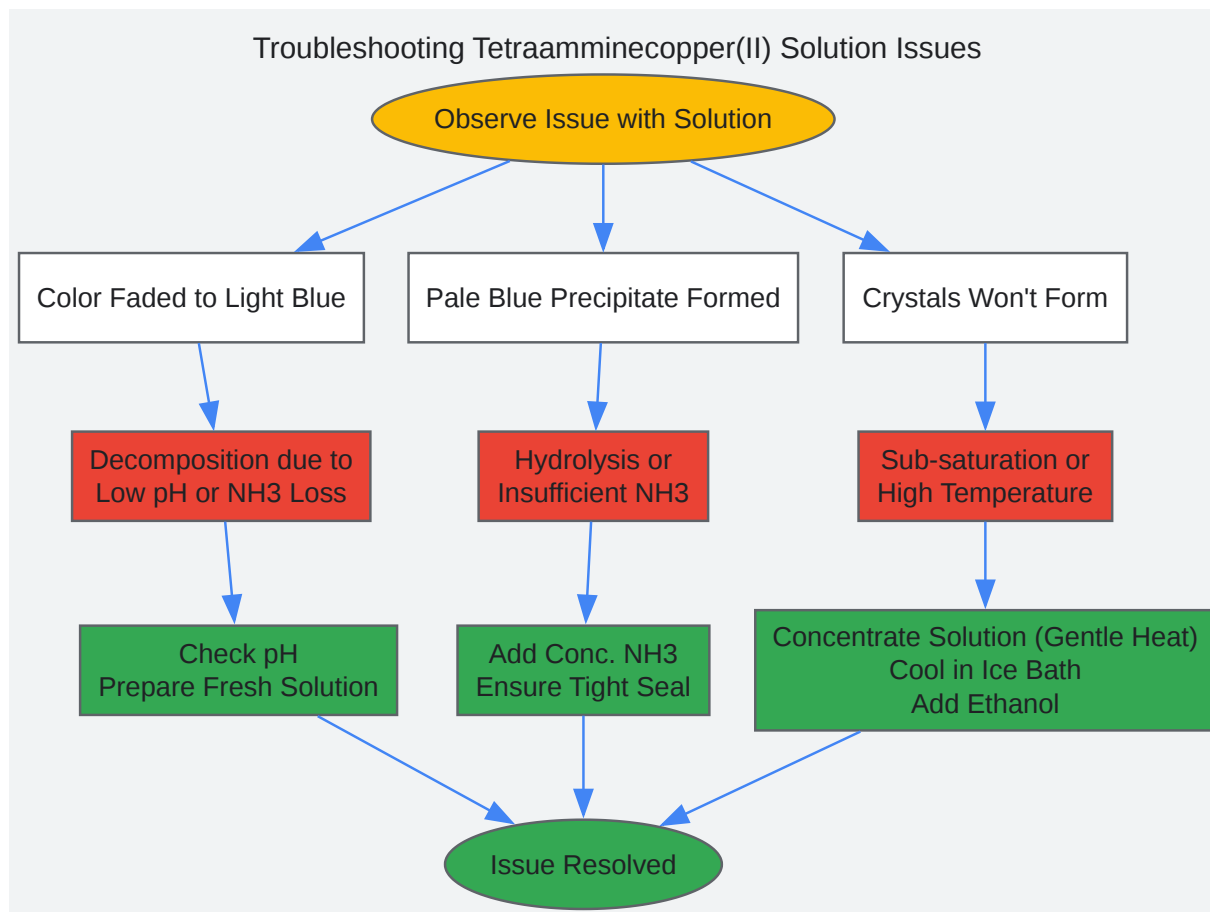 Troubleshooting Tetraamminecopper(II) Solution Issues
Observe Issue with Solution
Color Faded to Light Blue
Pale Blue Precipitate Formed
Crystals Won't Form
Decomposition due to
Low pH or NH3 Loss
Hydrolysis or
Insufficient NH3
Sub-saturation or
High Temperature
Check pH
Prepare Fresh Solution
Add Conc. NH3
Ensure Tight Seal
Concentrate Solution (Gentle Heat)
Cool in Ice Bath
Add Ethanol
Issue Resolved